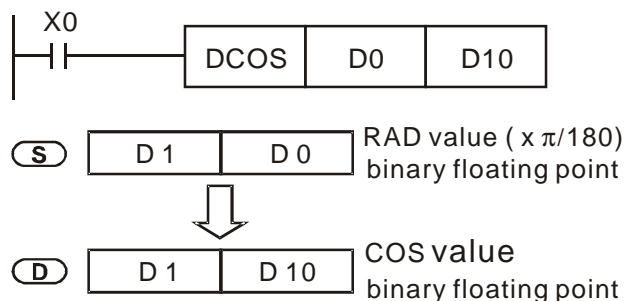 X0
DCOS D0 D10
S D 1 D 0 RAD value ( x π/180)
binary floating point
D D 1 D 10 COS value
binary floating point